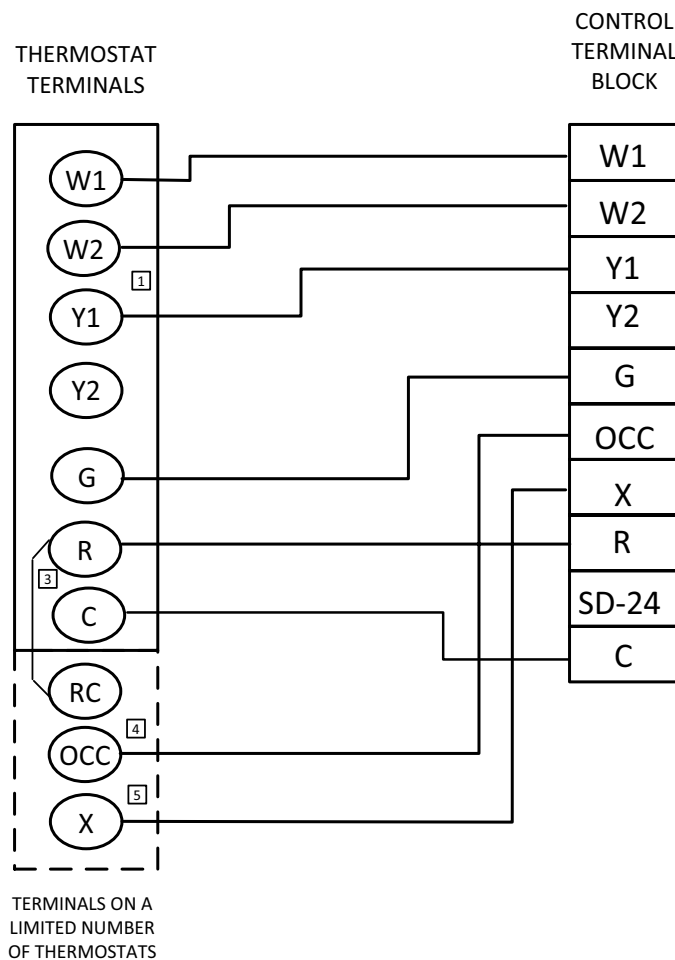 THERMOSTAT
TERMINALS
CONTROL
TERMINAL
BLOCK
W1
W2
1
Y1
Y2
G
R
3
C
RC
4
OCC
5
X
W1
W2
Y1
Y2
G
OCC
X
R
SD-24
C
TERMINALS ON A
LIMITED NUMBER
OF THERMOSTATS